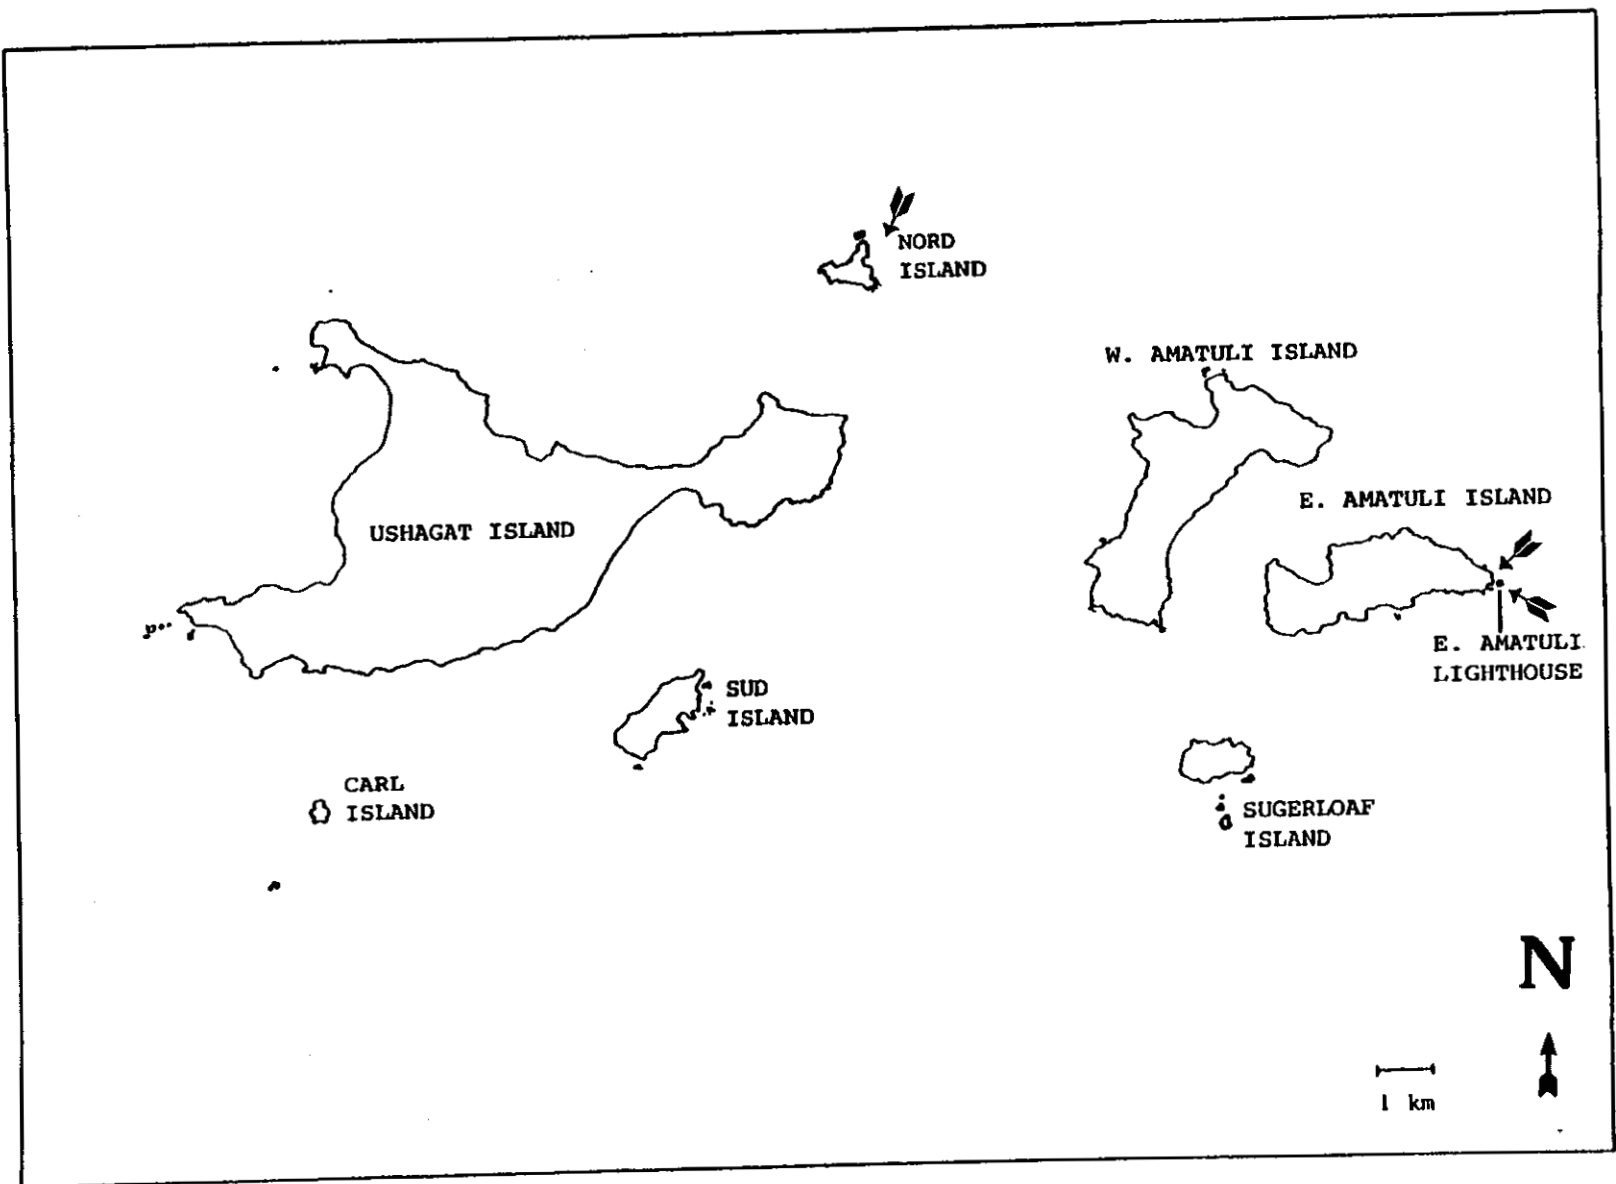 NORD
ISLAND
W. AMATULI ISLAND
E. AMATULI ISLAND
USHAGAT ISLAND
E. AMATULI
LIGHTHOUSE
SUD
ISLAND
CARL
ISLAND
SUGERLOAF
ISLAND
N
1 km